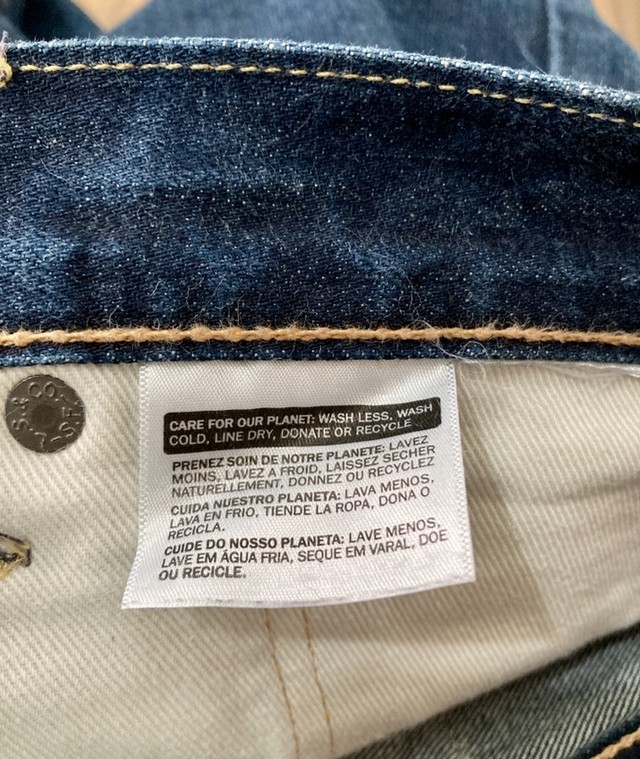 CARE FOR OUR PLANET: WASH LESS, WASH
COLD, LINE DRY, DONATE OR RECYCLE
PRENEZ SOIN DE NOTRE PLANETE: LAVEZ
MOINS, LAVEZ A FROID, LAISSEZ SECHER
NATURELLEMENT, DONNEZ OU RECYCLEZ
CUIDA NUESTRO PLANETA: LAVA MENOS,
LAVA EN FRIO, TIENDE LA ROPA, DONA O
RECICLA.
CUIDE DO NOSSO PLANETA: LAVE MENOS,
LAVE EM ÁGUA FRIA, SEQUE EM VARAL, DOE
OU RECICLE.
S.&CO.